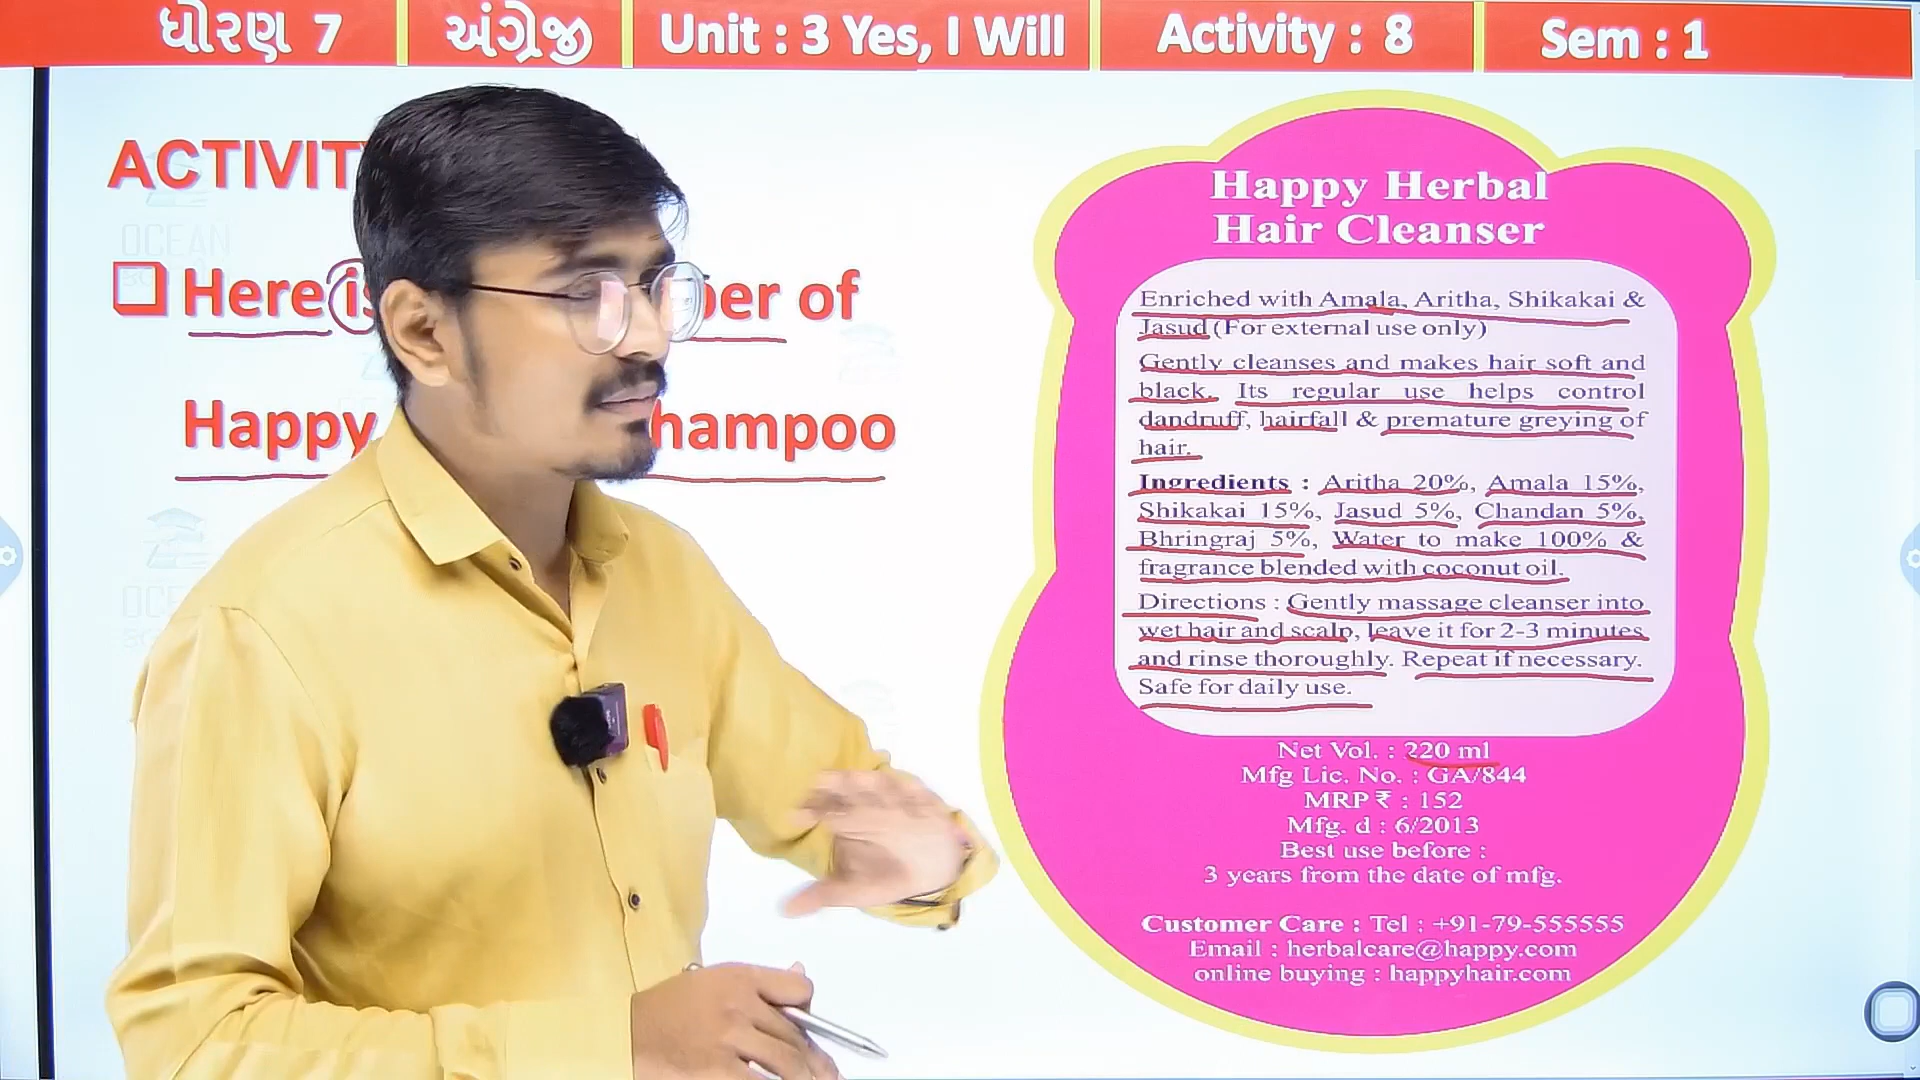 ધોરણ 7 અંગ્રેજી Unit : 3 Yes, I Will Activity : 8 Sem : 1
ACTIVIT
Here is of
Happy hampoo
OCEAN
Happy Herbal
Hair Cleanser
Enriched with Amala, Aritha, Shikakai &
Jasud (For external use only)
Gently cleanses and makes hair soft and
black. Its regular use helps control
dandruff, hairfall & premature greying of
hair.
Ingredients : Aritha 20%, Amala 15%,
Shikakai 15%, Jasud 5%, Chandan 5%,
Bhringraj 5%, Water to make 100% &
fragrance blended with coconut oil.
Directions : Gently massage cleanser into
wet hair and scalp, leave it for 2-3 minutes
and rinse thoroughly. Repeat if necessary.
Safe for daily use.
Net Vol. : 220 ml
Mfg Lic. No. : GA/844
MRP ₹ : 152
Mfg. d : 6/2013
Best use before :
3 years from the date of mfg.
Customer Care : Tel : +91-79-555555
Email : herbalcare@happy.com
online buying : happyhair.com